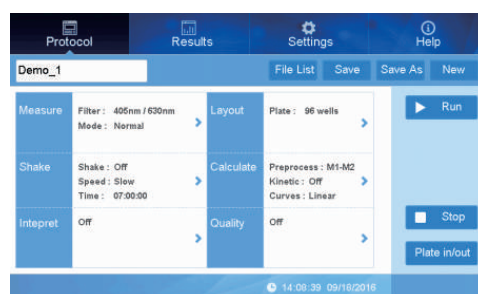 Protocol Results Settings Help
Demo_1 File List Save Save As New
Measure Filter : 405nm / 630nm
Mode : Normal
Layout Plate : 96 wells
Run
Shake Shake : Off
Speed : Slow
Time : 07:00:00
Calculate Preprocess : M1-M2
Kinetic : Off
Curves : Linear
Intepret Off
Quality Off
Stop
Plate in/out
14:08:39 09/18/2016